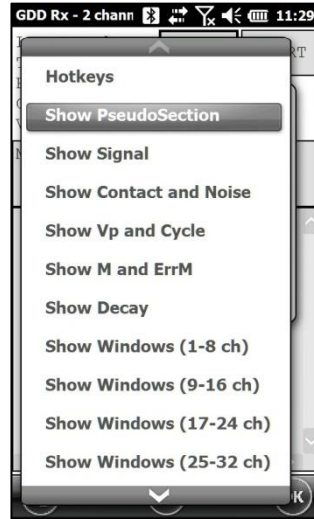 GDD Rx - 2 chann 11:29
RT
Hotkeys
Show PseudoSection
Show Signal
Show Contact and Noise
Show Vp and Cycle
Show M and ErrM
Show Decay
Show Windows (1-8 ch)
Show Windows (9-16 ch)
Show Windows (17-24 ch)
Show Windows (25-32 ch)